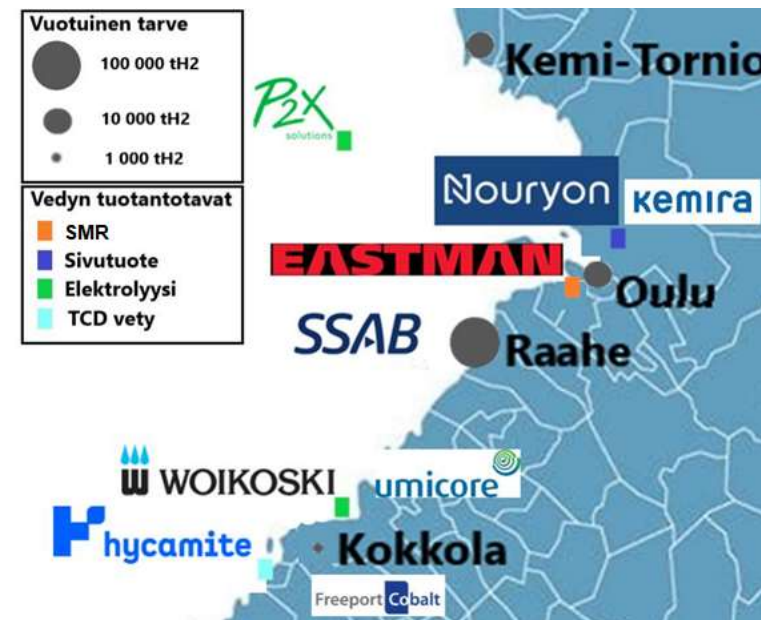 Vuotuinen tarve
100 000 tH2
10 000 tH2
1 000 tH2
Vedyn tuotantotavat
SMR
Sivutuote
Elektrolyysi
TCD vety
P2X
solutions
Kemi-Tornio
Nouryon
kemira
EASTMAN
Oulu
SSAB
Raahe
WOIKOSKI
umicore
hycamite
Kokkola
Freeport Cobalt